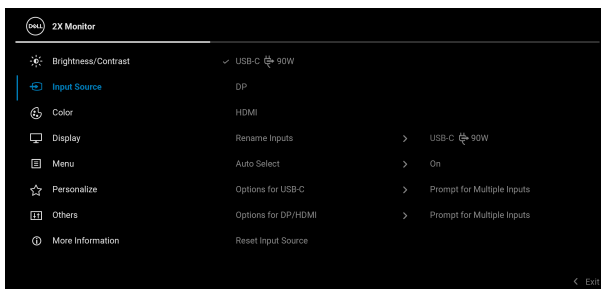 DELL 2X Monitor
Brightness/Contrast USB-C 90W
Input Source DP
Color HDMI
Display Rename Inputs USB-C 90W
Menu Auto Select On
Personalize Options for USB-C Prompt for Multiple Inputs
Others Options for DP/HDMI Prompt for Multiple Inputs
More Information Reset Input Source
Exit